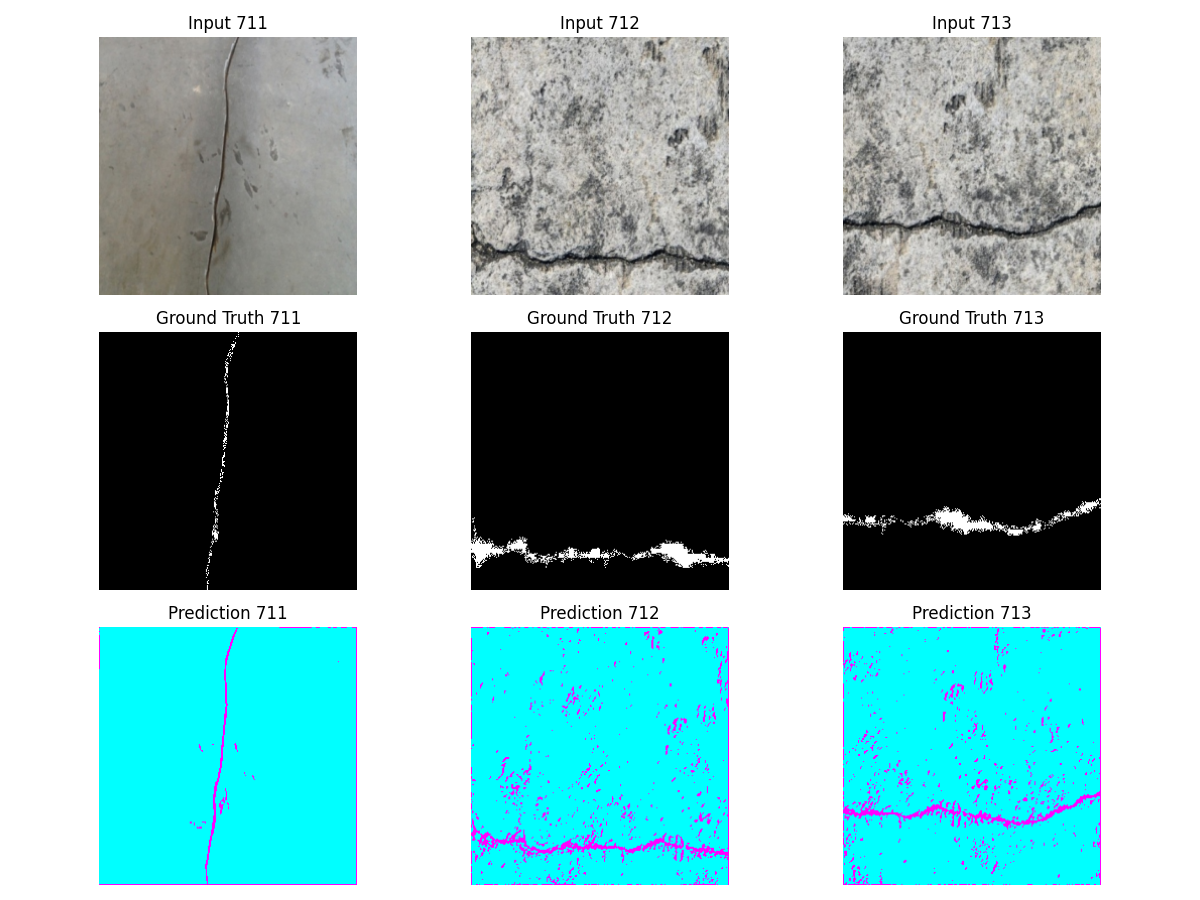 Input 711
Input 712
Input 713
Ground Truth 711
Ground Truth 712
Ground Truth 713
Prediction 711
Prediction 712
Prediction 713